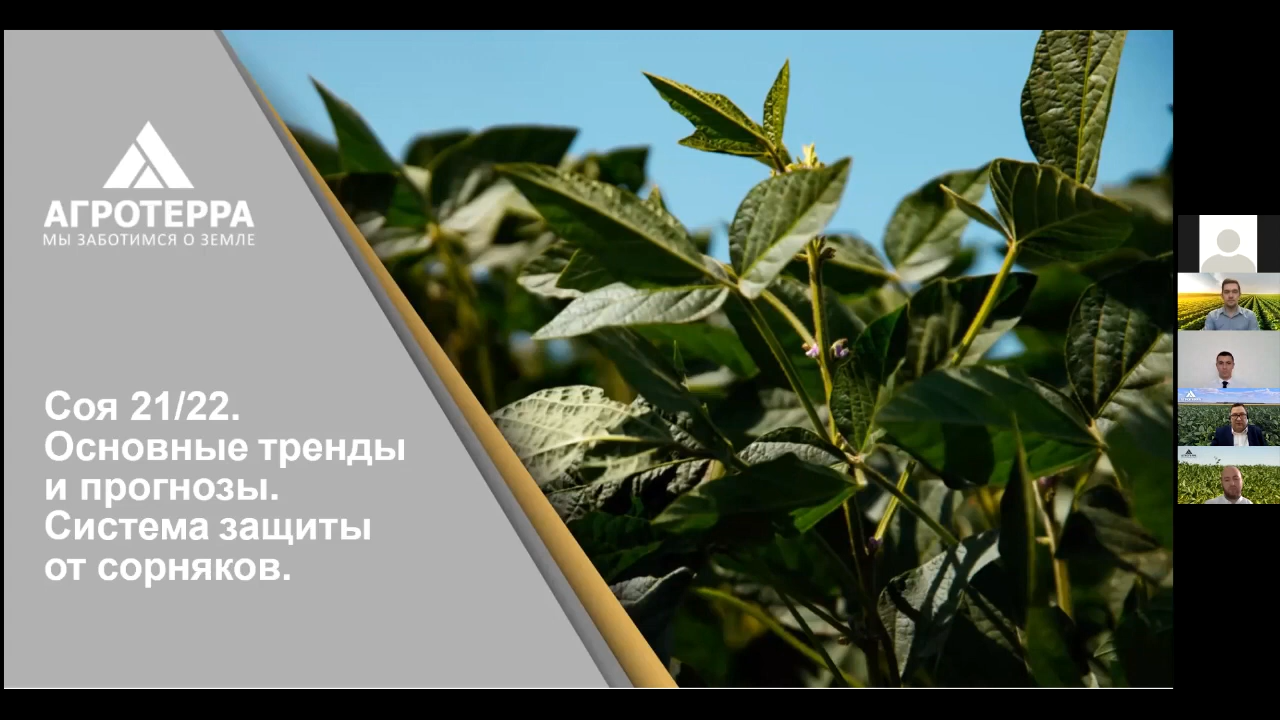 АГРОТЕРРА
МЫ ЗАБОТИМСЯ О ЗЕМЛЕ
Соя 21/22.
Основные тренды
и прогнозы.
Система защиты
от сорняков.